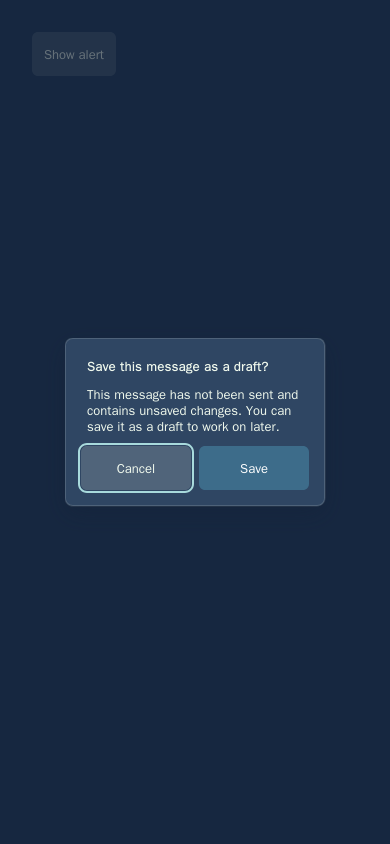 Show alert
Save this message as a draft?
This message has not been sent and
contains unsaved changes. You can
save it as a draft to work on later.
Cancel
Save